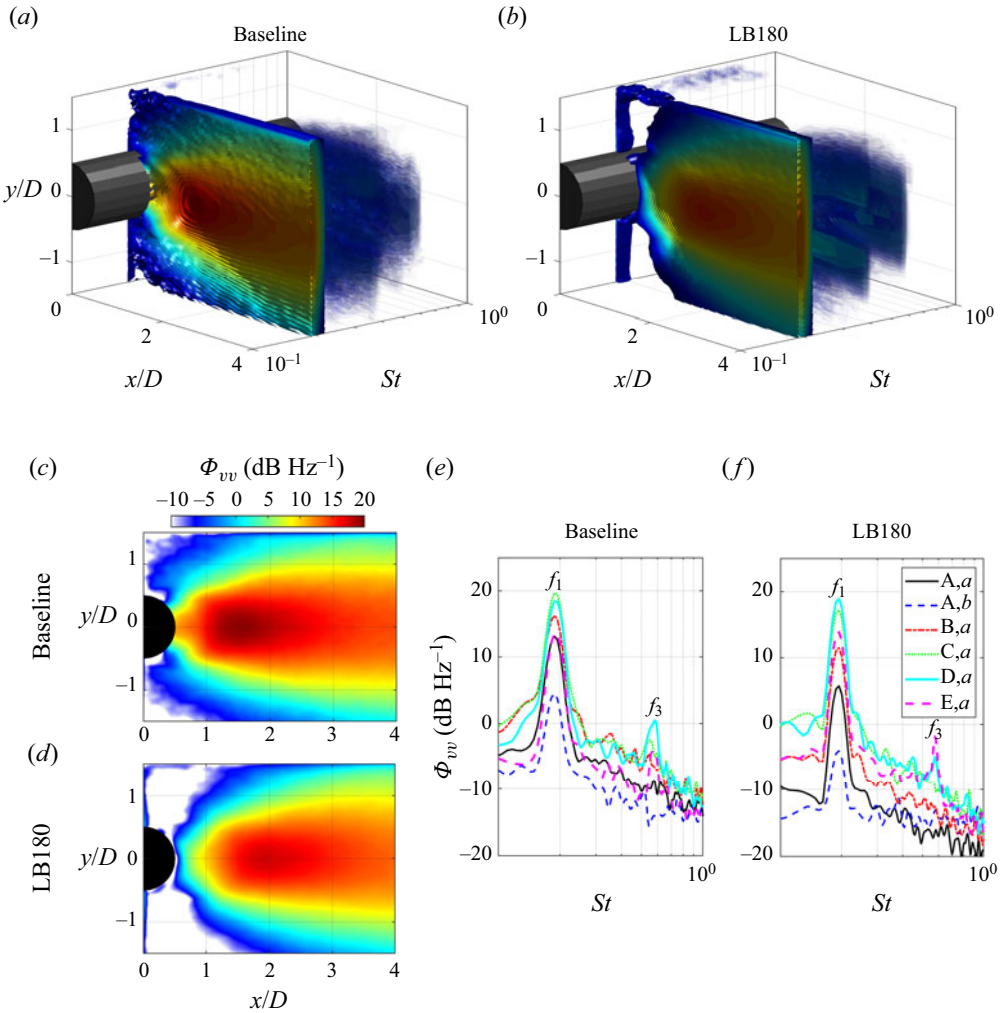 (a)
(b)
Baseline
LB180
1
y/D 0
–1
0
2
4
x/D
10⁻¹
10⁰
St
1
0
–1
0
2
4
x/D
10⁻¹
10⁰
St
(c)
Φvv (dB Hz⁻¹)
–10 –5 0 5 10 15 20
Baseline
1
y/D 0
–1
(d)
LB180
1
y/D 0
–1
0 1 2 3 4
x/D
(e)
Baseline
Φvv (dB Hz⁻¹)
20
10
0
–10
–20
f₁
f₃
10⁰
St
(f)
LB180
20
10
0
–10
–20
f₁
f₃
A,a
A,b
B,a
C,a
D,a
E,a
10⁰
St